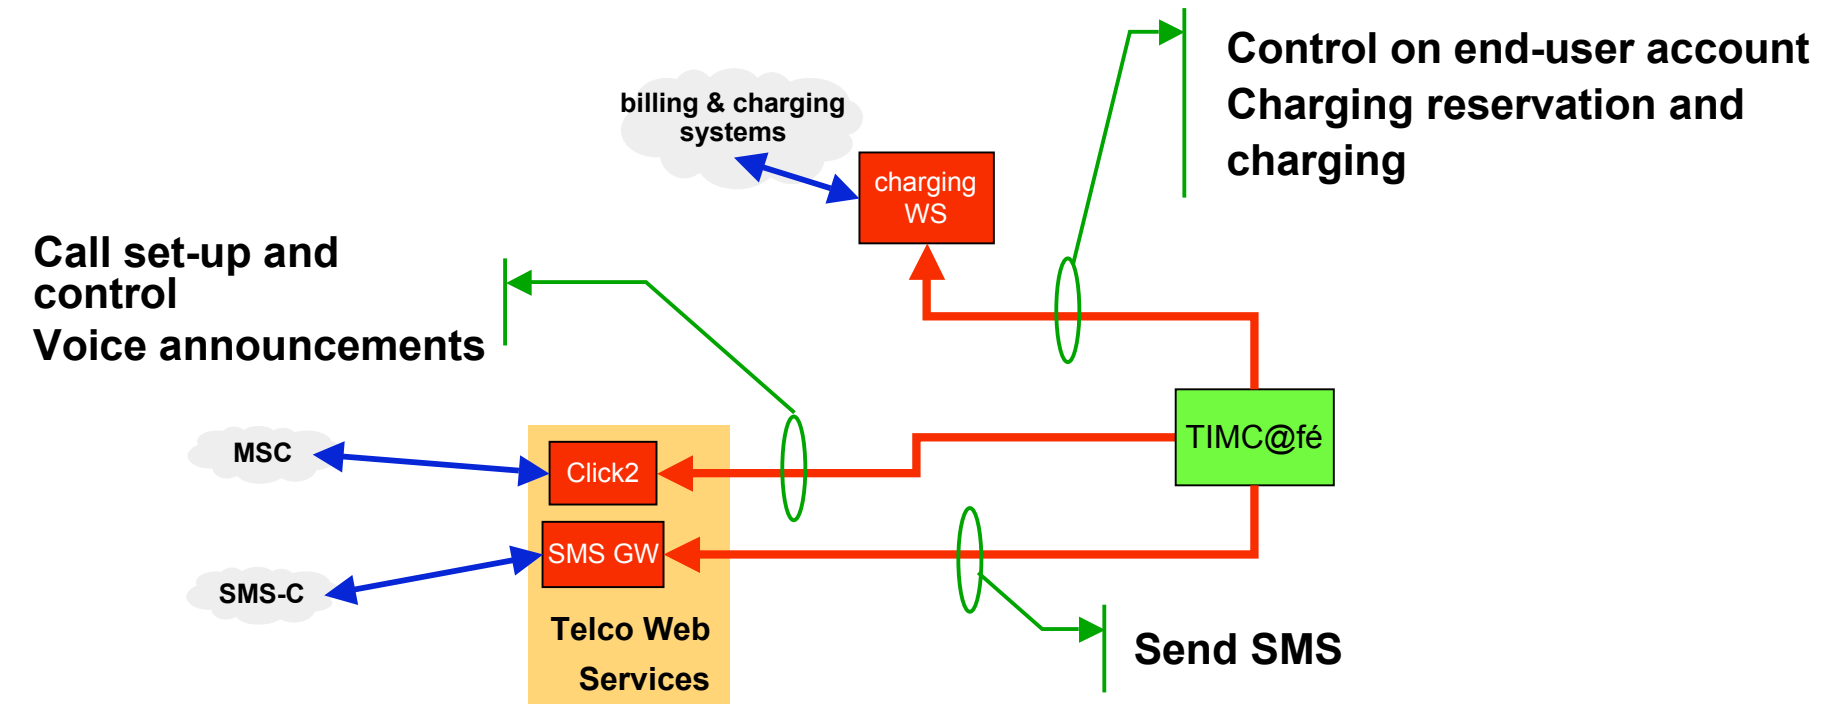 Control on end-user account
Charging reservation and
charging
billing & charging
systems
charging
WS
Call set-up and
control
Voice announcements
TIMC@fé
MSC
Click2
SMS GW
SMS-C
Telco Web
Services
Send SMS